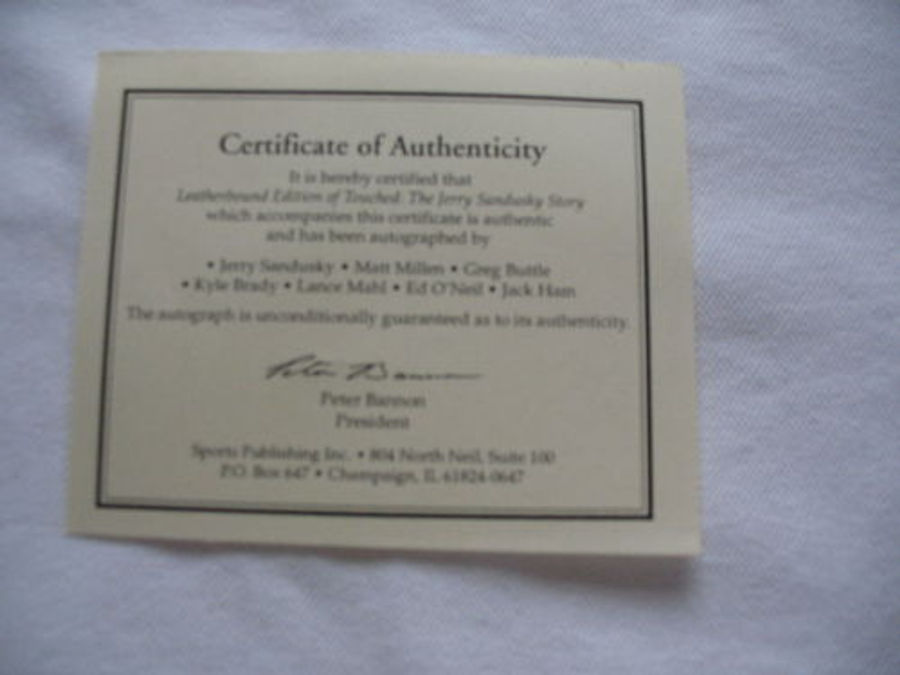 Certificate of Authenticity
It is hereby certified that
Leatherbound Edition of Touched: The Jerry Sandusky Story
which accompanies this certificate is authentic
and has been autographed by
• Jerry Sandusky • Matt Millen • Greg Buttle
• Kyle Brady • Lance Mahl • Ed O'Neil • Jack Ham
The autograph is unconditionally guaranteed as to its authenticity.
Peter Bannon
Peter Bannon
President
Sports Publishing Inc. • 804 North Neil, Suite 100
P.O. Box 647 • Champaign, IL 61824-0647